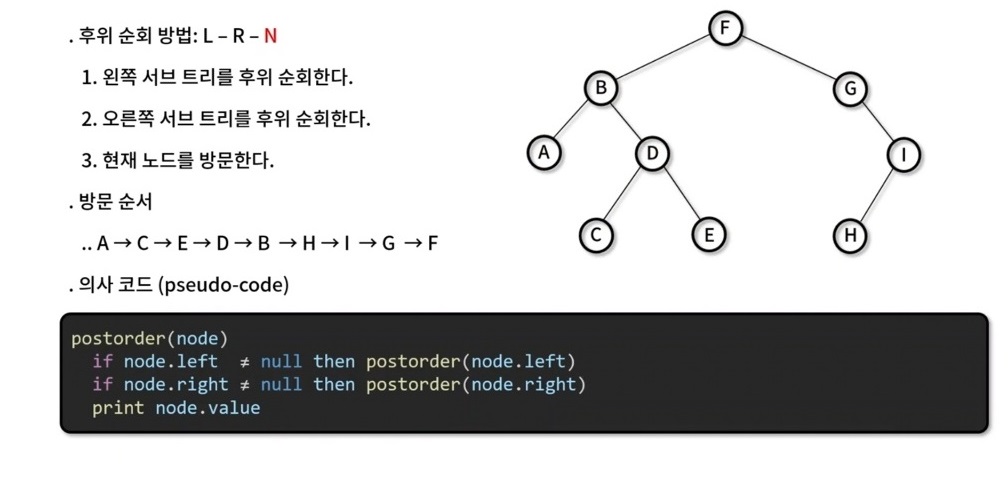 . 후위 순회 방법: L – R – N
1. 왼쪽 서브 트리를 후위 순회한다.
2. 오른쪽 서브 트리를 후위 순회한다.
3. 현재 노드를 방문한다.
. 방문 순서
.. A → C → E → D → B → H → I → G → F
. 의사 코드 (pseudo-code)
F
B
G
A
D
I
C
E
H
postorder(node)
if node.left ≠ null then postorder(node.left)
if node.right ≠ null then postorder(node.right)
print node.value